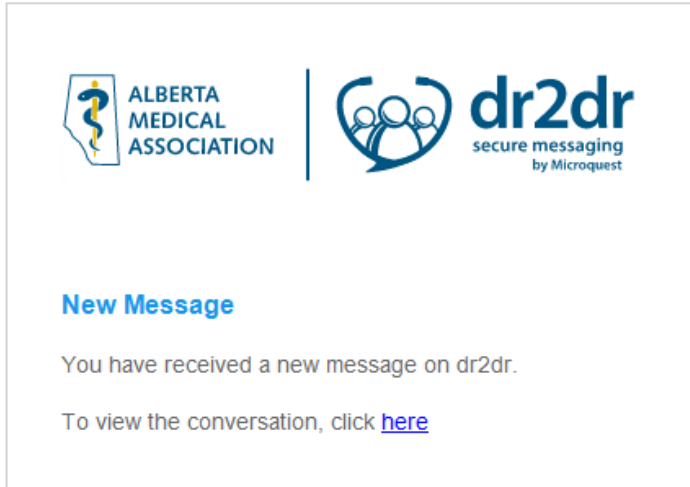 ALBERTA
MEDICAL
ASSOCIATION
dr2dr
secure messaging
by Microquest
New Message
You have received a new message on dr2dr.
To view the conversation, click here